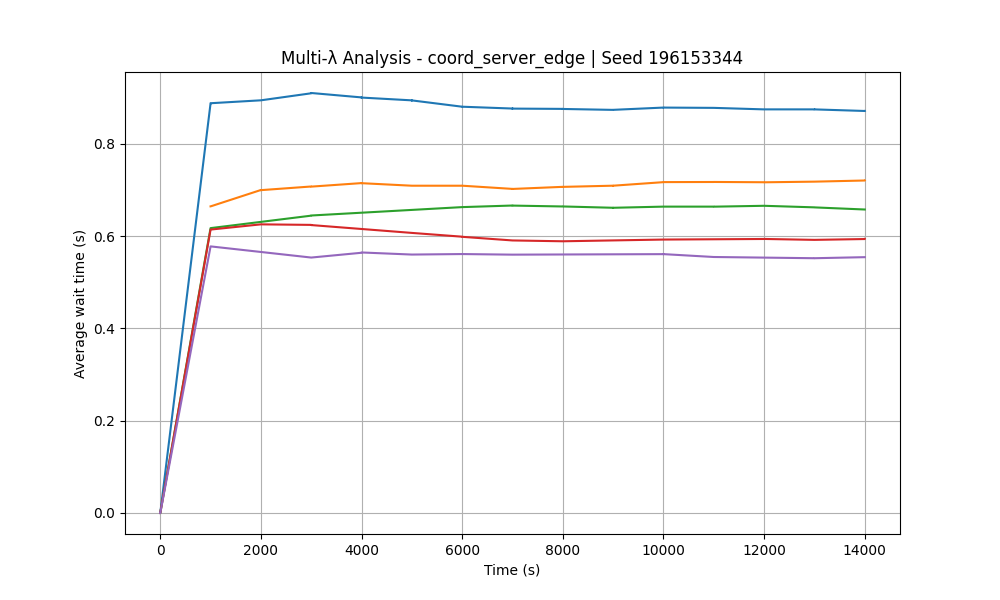 Multi-λ Analysis - coord_server_edge | Seed 196153344
Average wait time (s)
0.8
0.6
0.4
0.2
0.0
0 2000 4000 6000 8000 10000 12000 14000
Time (s)